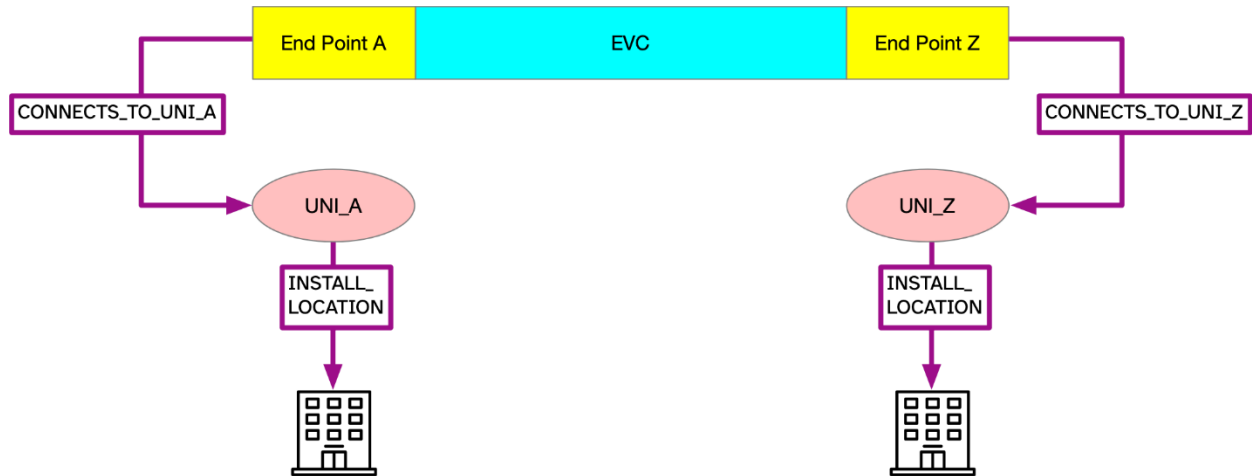 End Point A
EVC
End Point Z
CONNECTS_TO_UNI_A
CONNECTS_TO_UNI_Z
UNI_A
UNI_Z
INSTALL_
LOCATION
INSTALL_
LOCATION